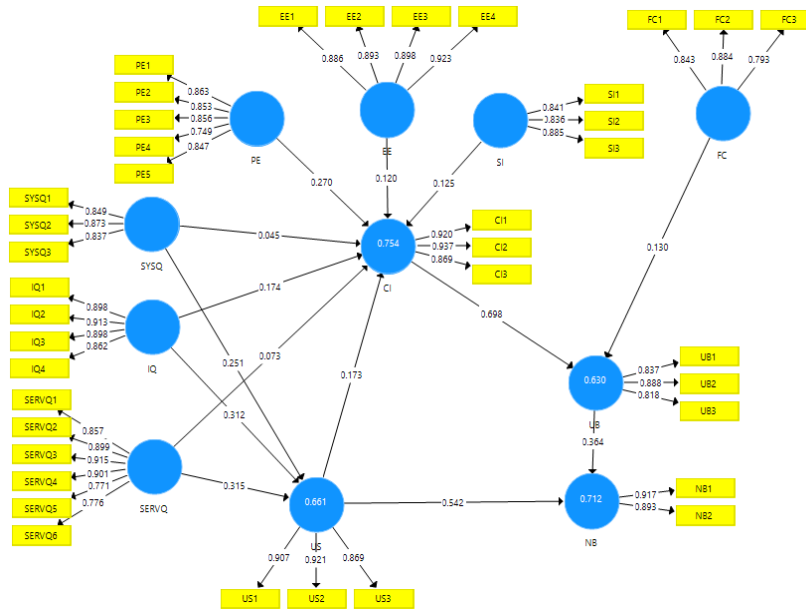 EE1 EE2 EE3 EE4
FC1 FC2 FC3
0.886 0.893 0.898 0.923
0.843 0.884 0.793
PE1
PE2
PE3
PE4
PE5
0.863
0.853
0.856
0.749
0.847
PE
EE
SI1
SI2
SI3
0.841
0.836
0.885
SI
FC
0.270
0.120
0.125
0.130
SYSQ1
SYSQ2
SYSQ3
0.849
0.873
0.837
SYSQ
0.045
0.754
CI
0.920
0.937
0.869
CI1
CI2
CI3
IQ1
IQ2
IQ3
IQ4
0.898
0.913
0.898
0.862
IQ
0.174
0.251
0.073
0.312
0.173
0.698
0.630
UB
0.837
0.888
0.818
UB1
UB2
UB3
SERVQ1
SERVQ2
SERVQ3
SERVQ4
SERVQ5
SERVQ6
0.857
0.899
0.915
0.901
0.771
0.776
SERVQ
0.315
0.661
US
0.364
0.542
0.712
NB
0.917
0.893
NB1
NB2
0.907 0.921 0.869
US1 US2 US3